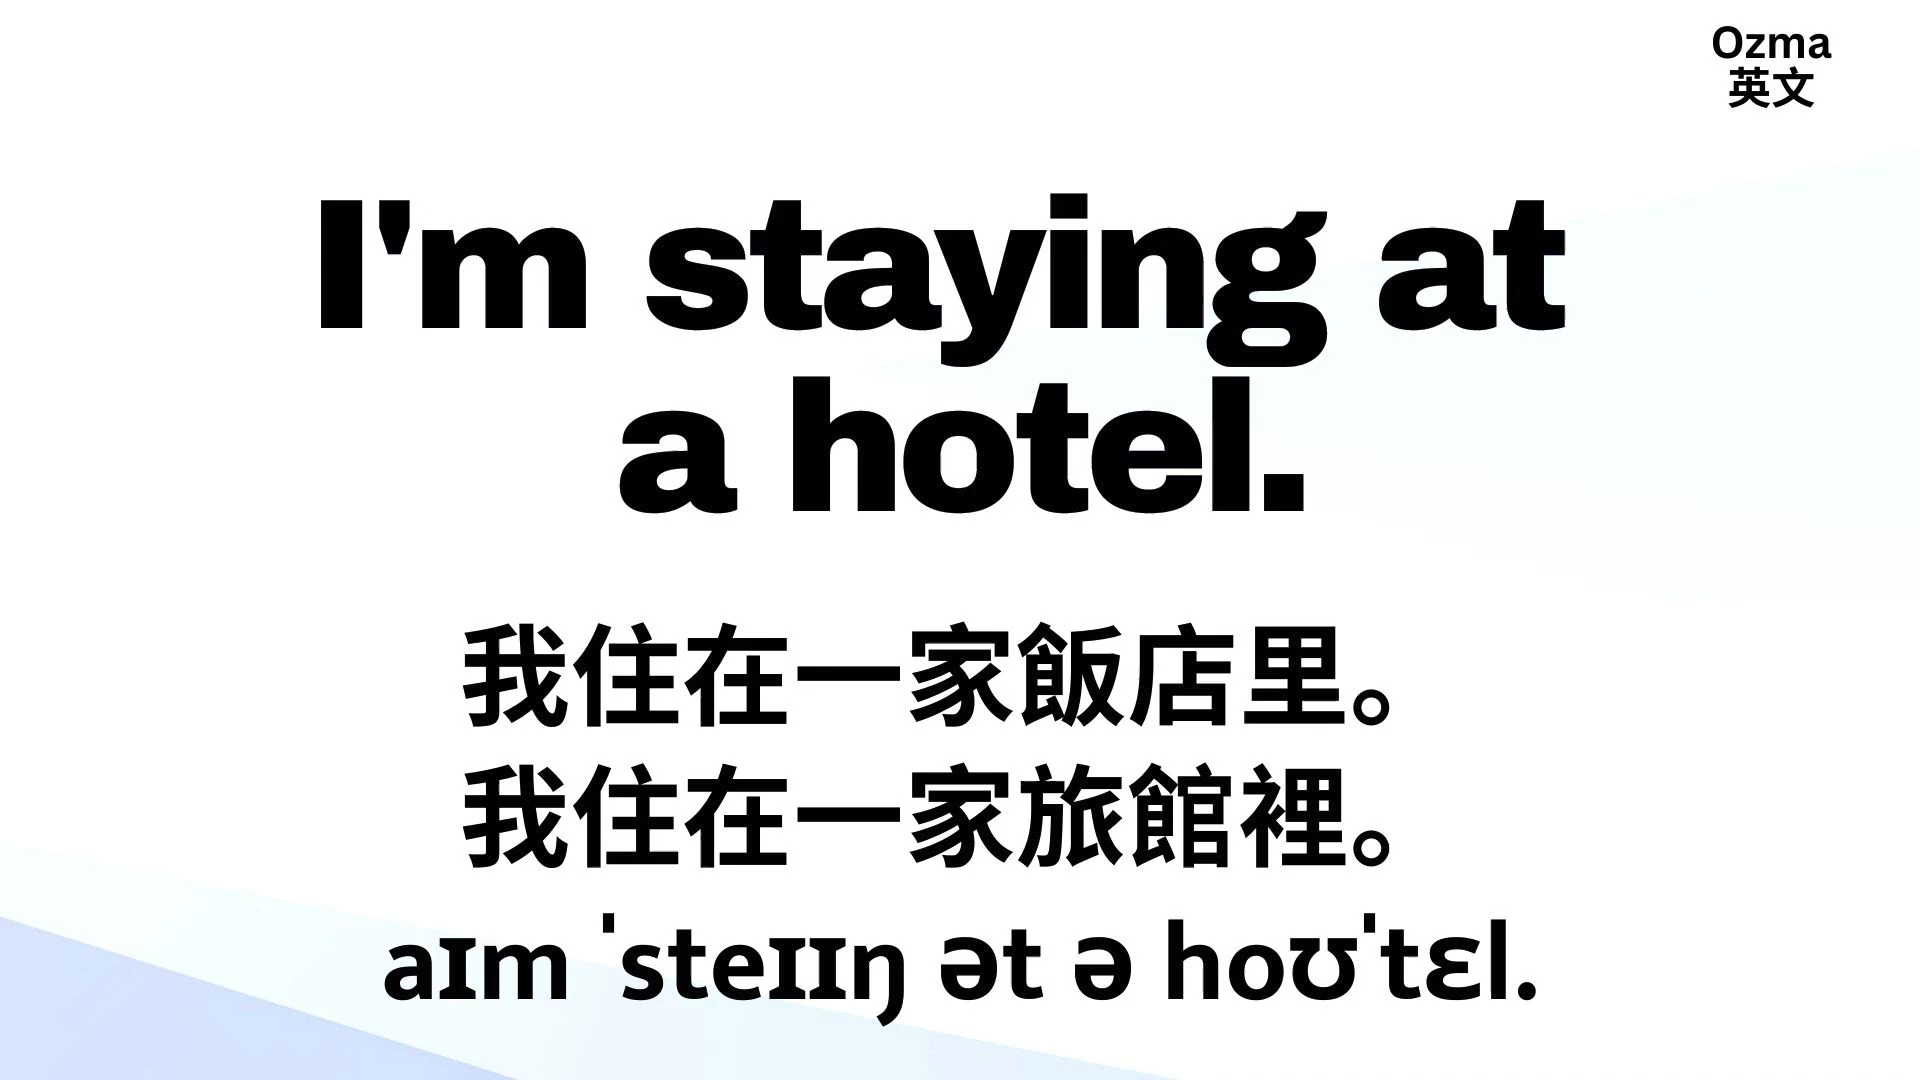 Ozma
英文
I'm staying at
a hotel.
我住在一家飯店里。
我住在一家旅館裡。
aɪm ˈsteɪɪŋ ət ə hoʊˈtɛl.